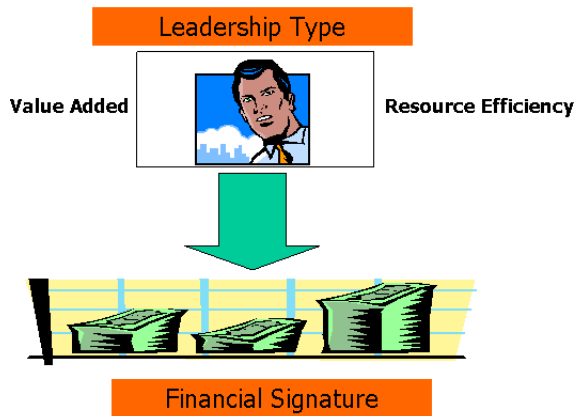 Leadership Type
Value Added
Resource Efficiency
Financial Signature